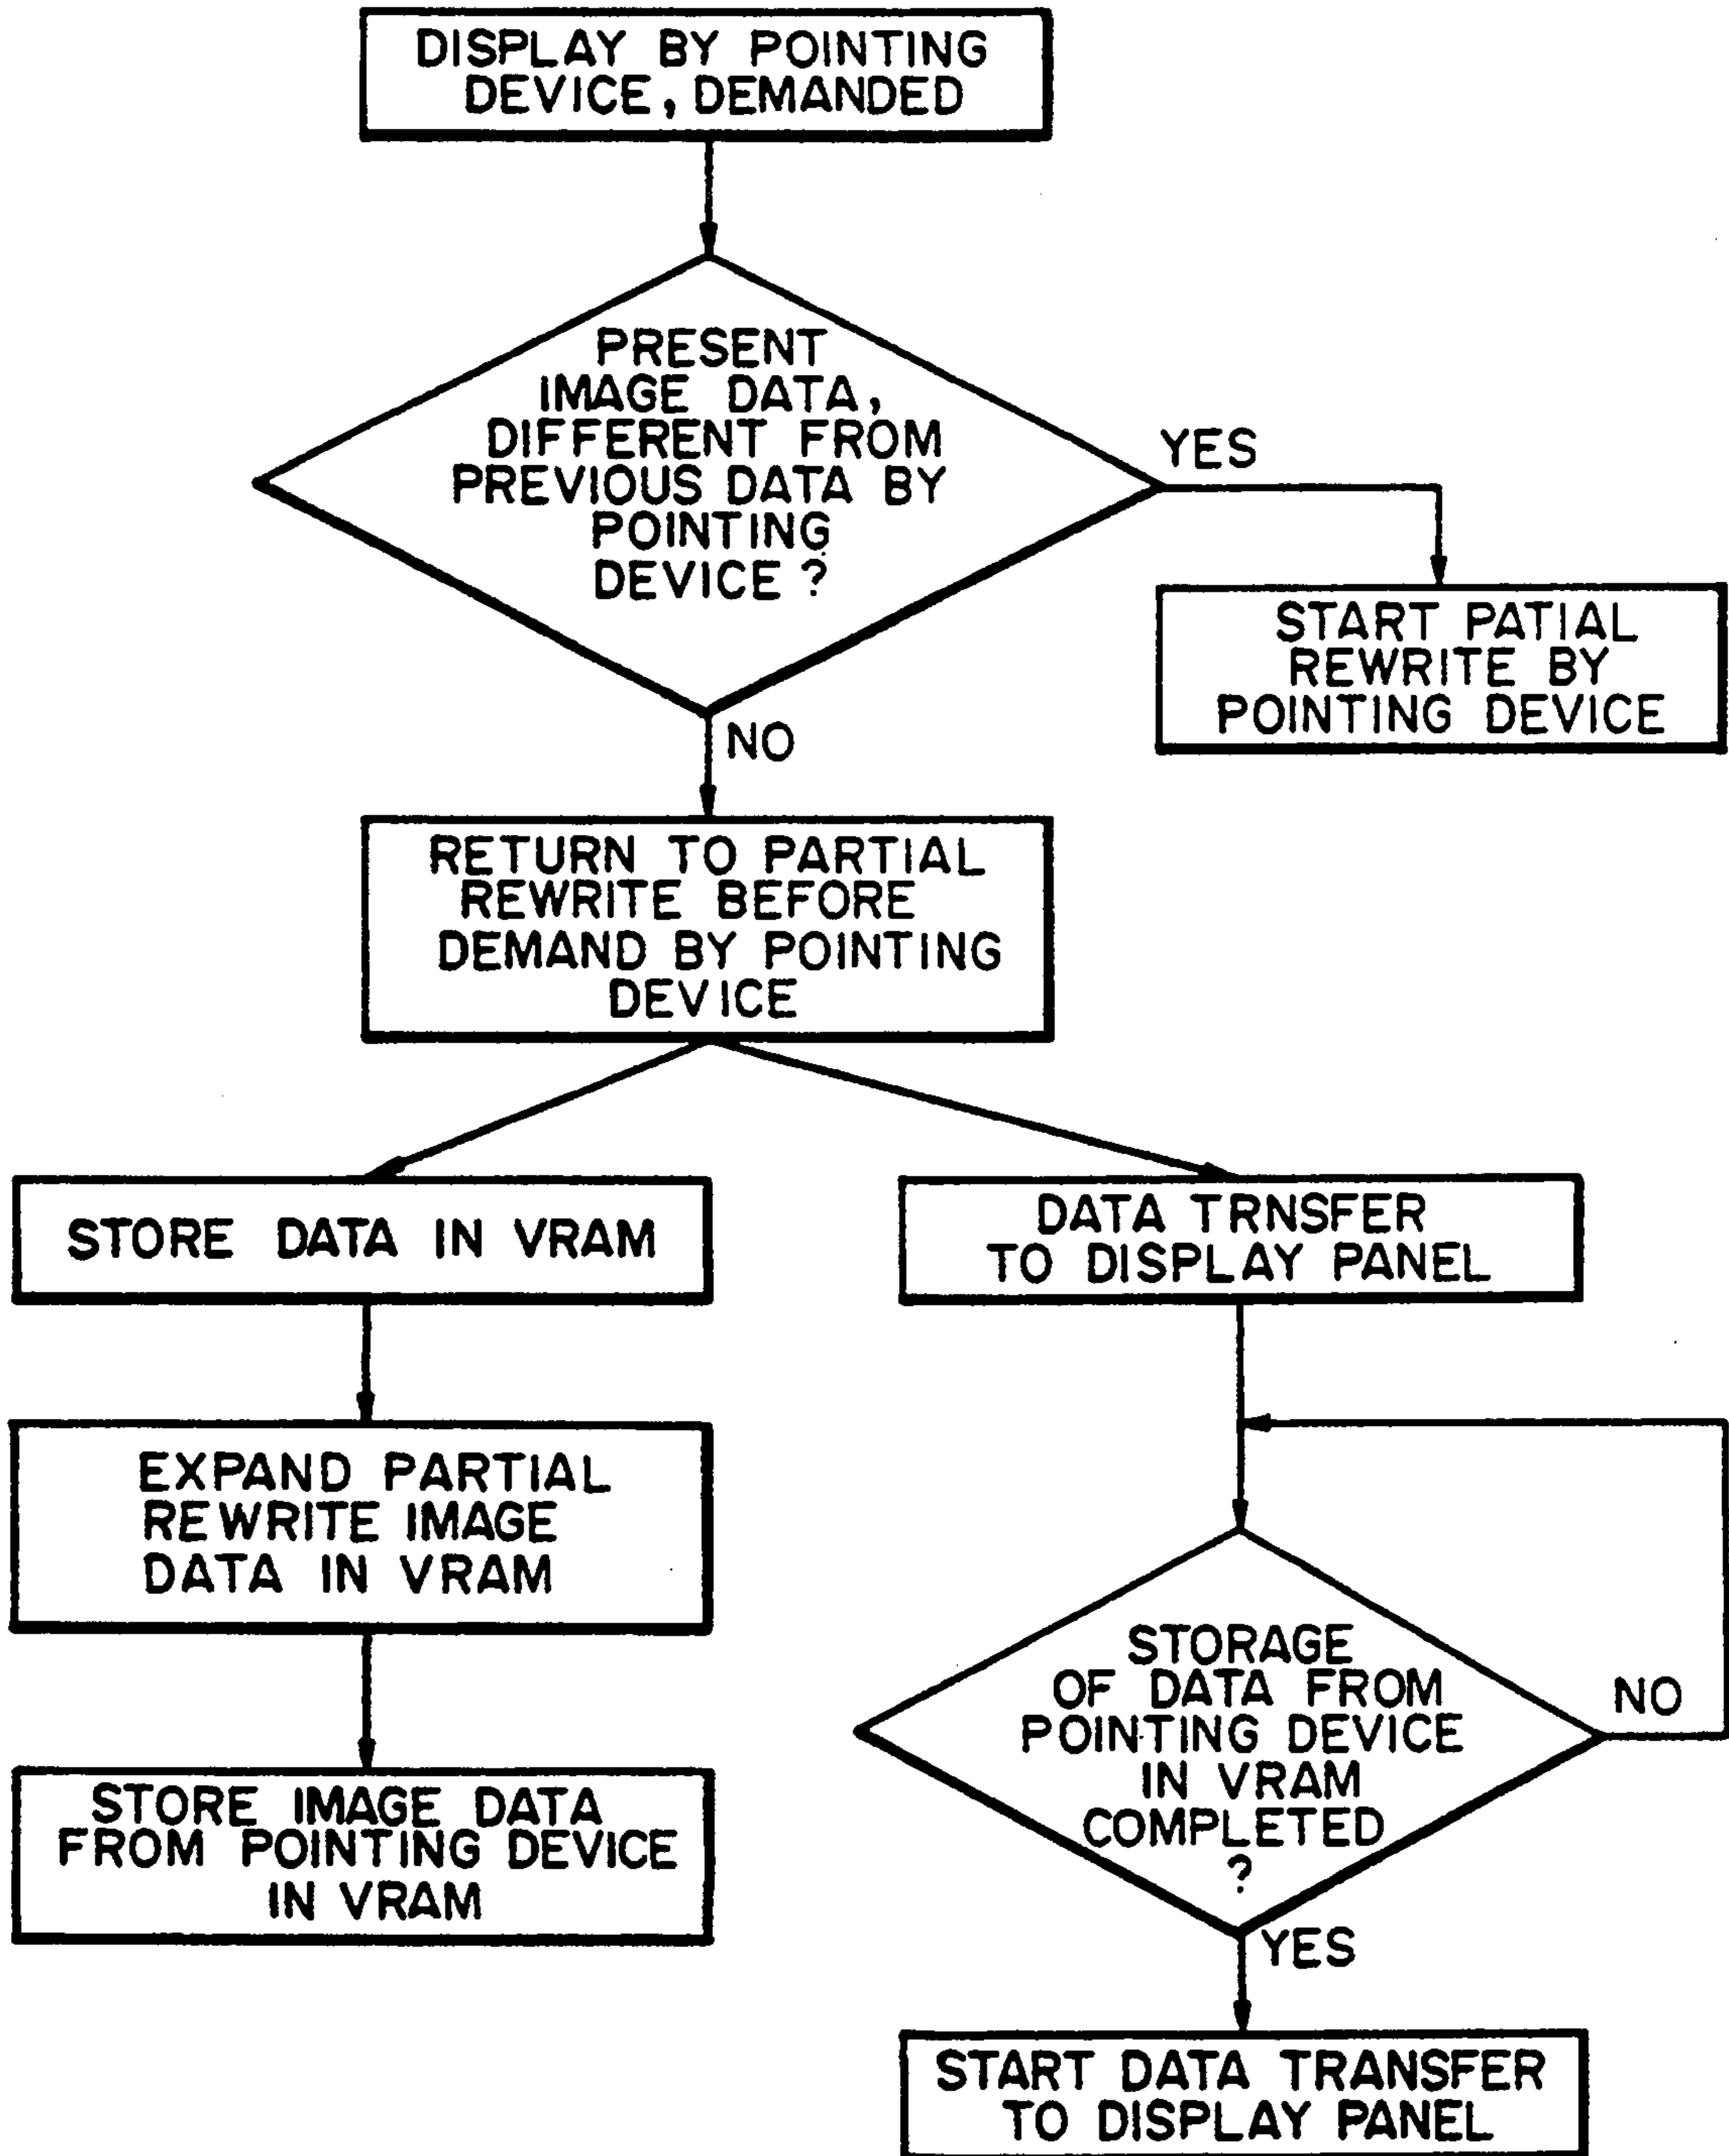 DISPLAY BY POINTING
DEVICE, DEMANDED
PRESENT
IMAGE DATA,
DIFFERENT FROM
PREVIOUS DATA BY
POINTING
DEVICE ?
YES
START PATIAL
REWRITE BY
POINTING DEVICE
NO
RETURN TO PARTIAL
REWRITE BEFORE
DEMAND BY POINTING
DEVICE
STORE DATA IN VRAM
EXPAND PARTIAL
REWRITE IMAGE
DATA IN VRAM
STORE IMAGE DATA
FROM POINTING DEVICE
IN VRAM
DATA TRNSFER
TO DISPLAY PANEL
STORAGE
OF DATA FROM
POINTING DEVICE
IN VRAM
COMPLETED
?
NO
YES
START DATA TRANSFER
TO DISPLAY PANEL